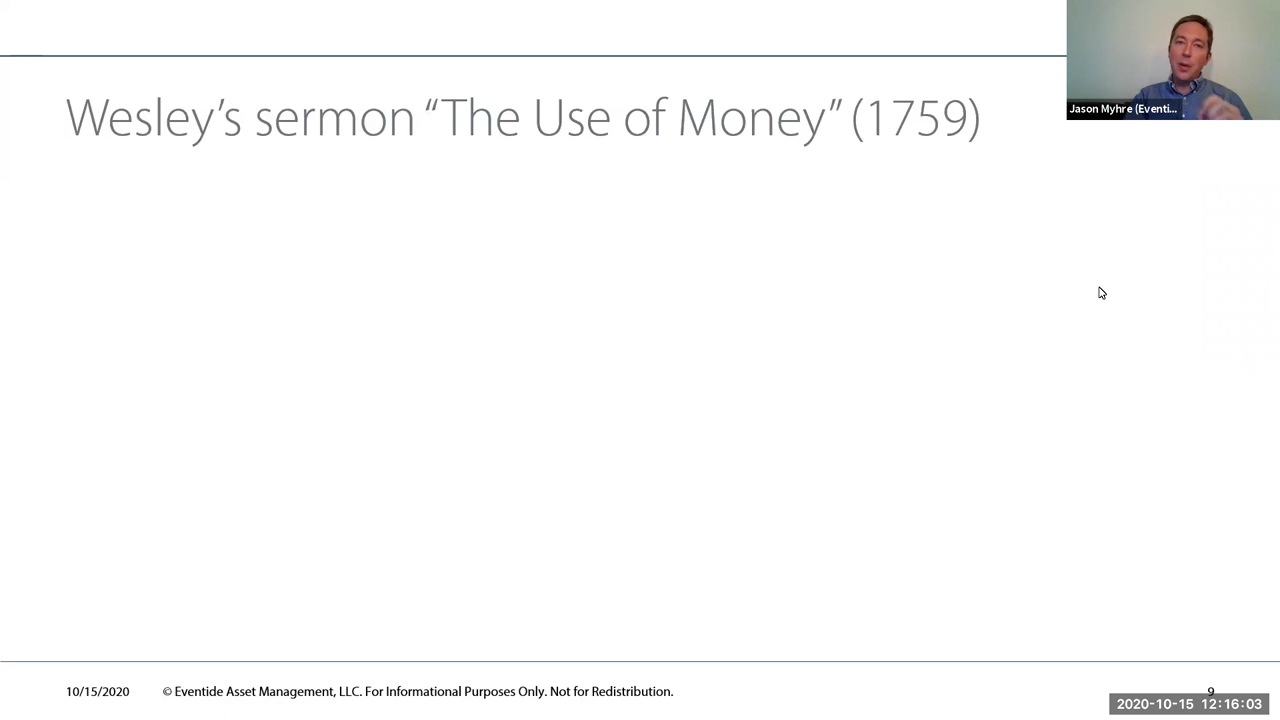 Jason Myhre (Eventi...
Wesley’s sermon “The Use of Money” (1759)
10/15/2020 © Eventide Asset Management, LLC. For Informational Purposes Only. Not for Redistribution. 9
2020-10-15 12:16:03